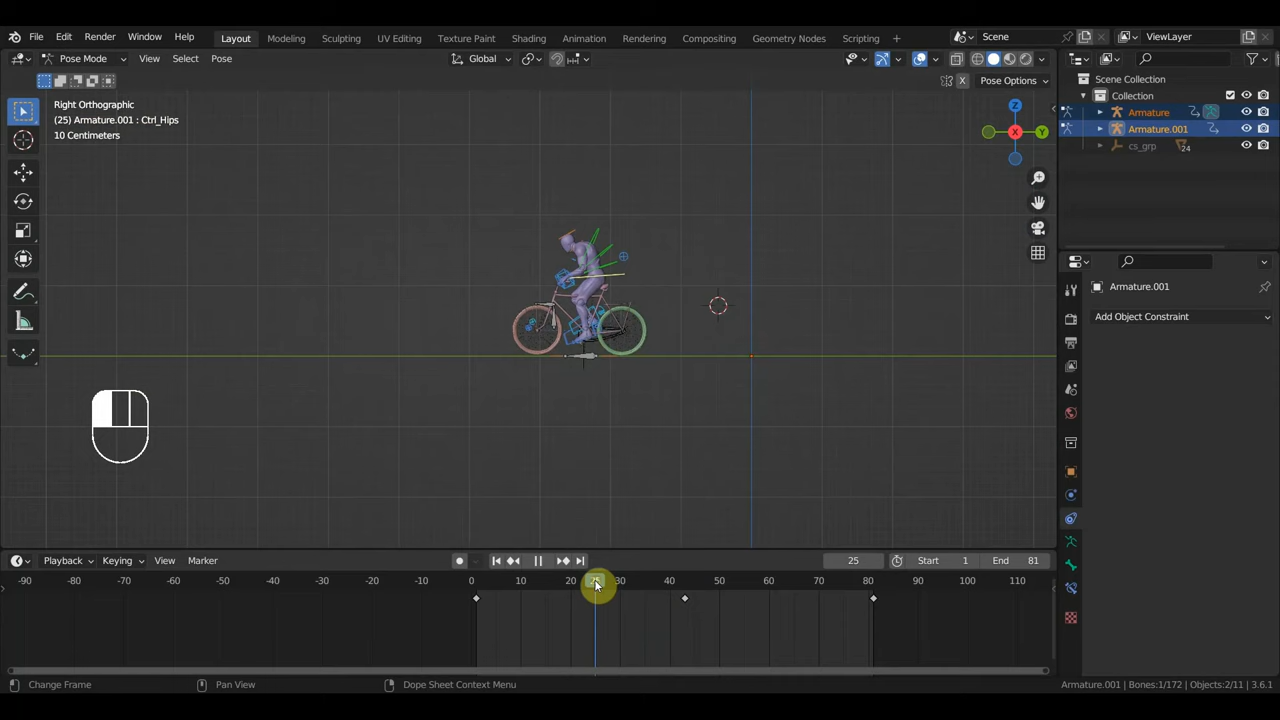 File Edit Render Window Help Layout Modeling Sculpting UV Editing Texture Paint Shading Animation Rendering Compositing Geometry Nodes Scripting + Scene ViewLayer
Pose Mode View Select Pose Global
X Pose Options
Right Orthographic
(25) Armature.001 : Ctrl_Hips
10 Centimeters
Z
X
Y
Scene Collection
Collection
Armature
Armature.001
cs_grp 24
Armature.001
Add Object Constraint
Playback Keying View Marker 25 Start 1 End 81
-90 -80 -70 -60 -50 -40 -30 -20 -10 0 10 20 25 30 40 50 60 70 80 90 100 110
Change Frame Pan View Dope Sheet Context Menu Armature.001 | Bones:1/172 | Objects:2/11 | 3.6.1